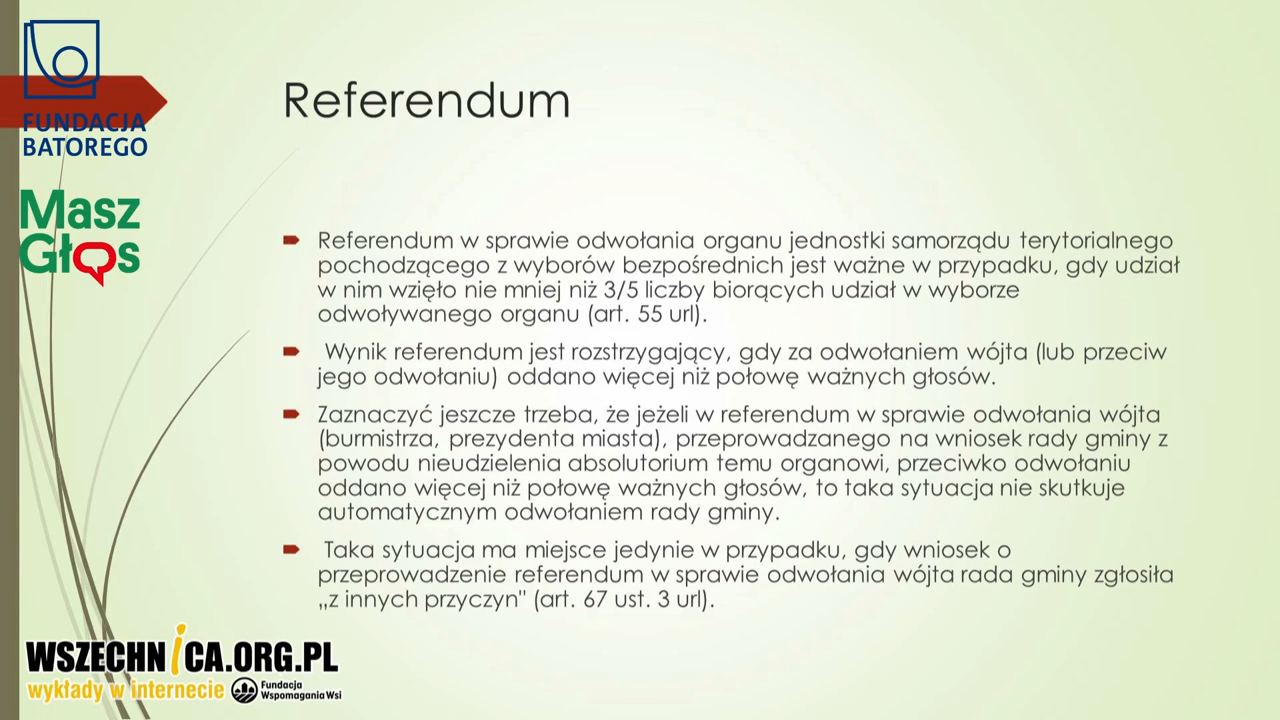 FUNDACJA
BATOREGO
Masz
Głos
Referendum
Referendum w sprawie odwołania organu jednostki samorządu terytorialnego
pochodzącego z wyborów bezpośrednich jest ważne w przypadku, gdy udział
w nim wzięło nie mniej niż 3/5 liczby biorących udział w wyborze
odwoływanego organu (art. 55 url).
Wynik referendum jest rozstrzygający, gdy za odwołaniem wójta (lub przeciw
jego odwołaniu) oddano więcej niż połowę ważnych głosów.
Zaznaczyć jeszcze trzeba, że jeżeli w referendum w sprawie odwołania wójta
(burmistrza, prezydenta miasta), przeprowadzanego na wniosek rady gminy z
powodu nieudzielenia absolutorium temu organowi, przeciwko odwołaniu
oddano więcej niż połowę ważnych głosów, to taka sytuacja nie skutkuje
automatycznym odwołaniem rady gminy.
Taka sytuacja ma miejsce jedynie w przypadku, gdy wniosek o
przeprowadzenie referendum w sprawie odwołania wójta rada gminy zgłosiła
„z innych przyczyn" (art. 67 ust. 3 url).
WSZECHNiCA.ORG.PL
wykłady w internecie
Fundacja
Wspomagania Wsi